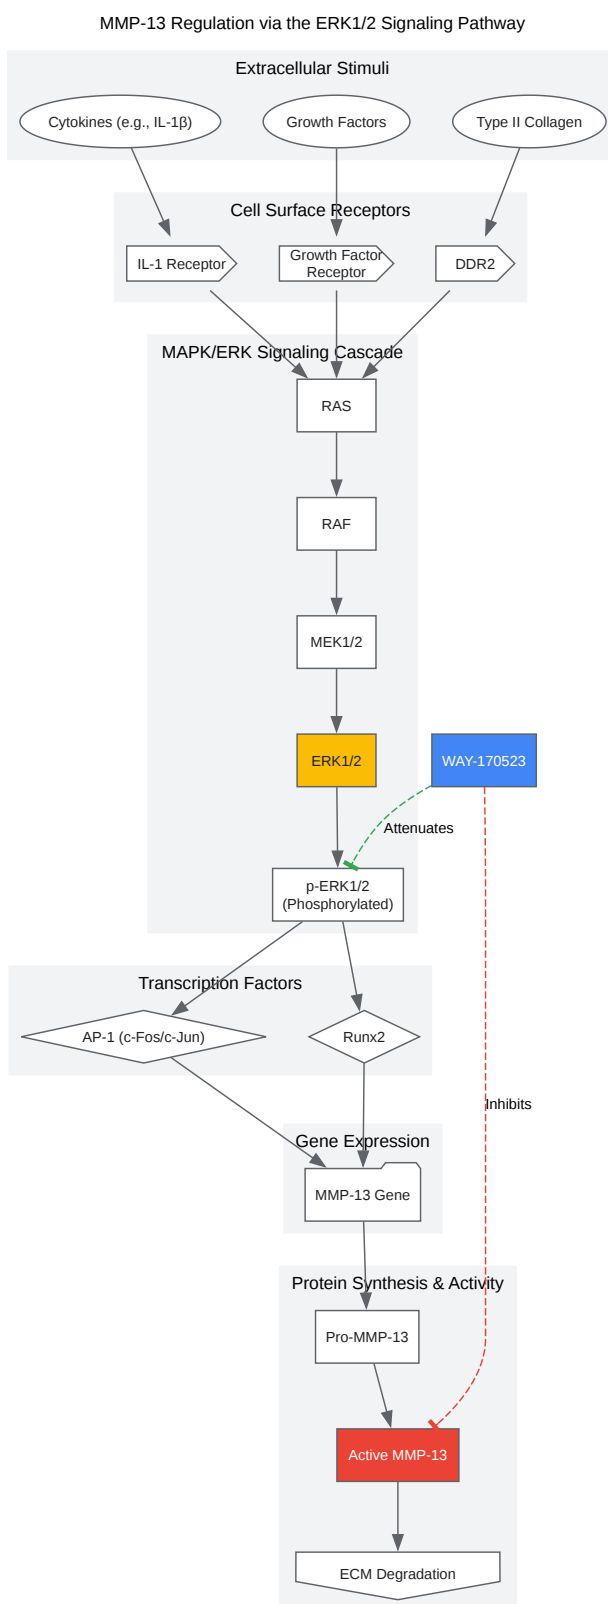 MMP-13 Regulation via the ERK1/2 Signaling Pathway
Extracellular Stimuli
Cytokines (e.g., IL-1β)
Growth Factors
Type II Collagen
Cell Surface Receptors
IL-1 Receptor
Growth Factor
Receptor
DDR2
MAPK/ERK Signaling Cascade
RAS
RAF
MEK1/2
ERK1/2
WAY-170523
Attenuates
p-ERK1/2
(Phosphorylated)
Transcription Factors
AP-1 (c-Fos/c-Jun)
Runx2
Inhibits
Gene Expression
MMP-13 Gene
Protein Synthesis & Activity
Pro-MMP-13
Active MMP-13
ECM Degradation